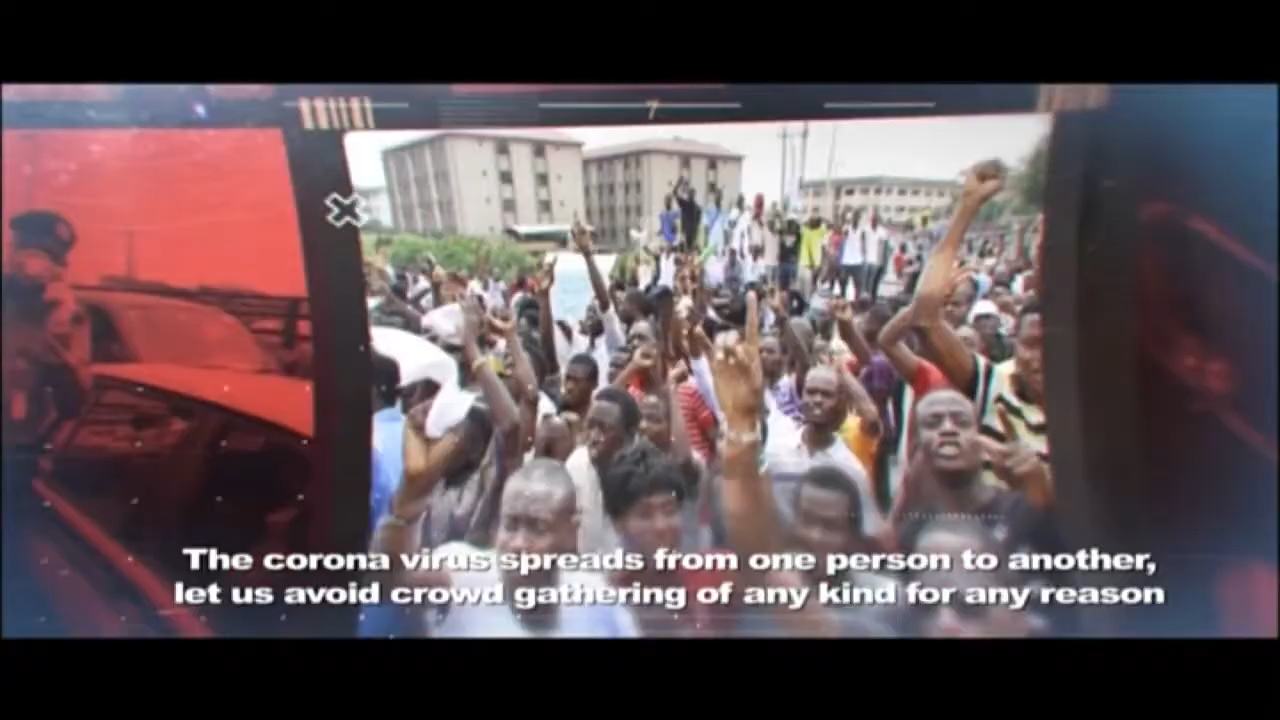 The corona virus spreads from one person to another,
let us avoid crowd gathering of any kind for any reason